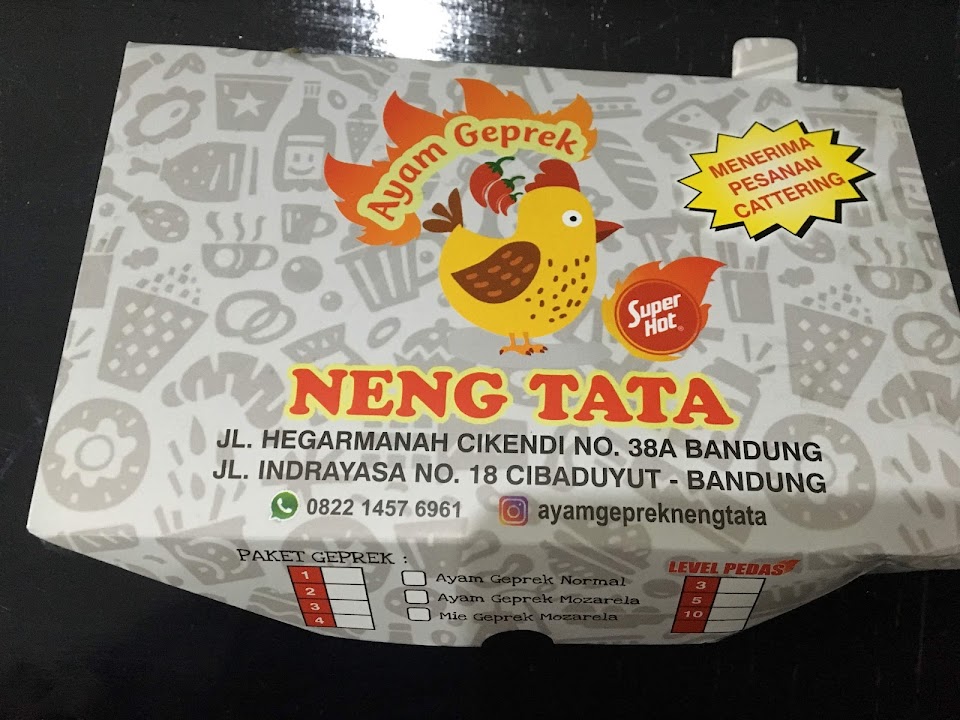 Ayam Geprek
MENERIMA
PESANAN
CATTERING
Super
Hot
NENG TATA
JL. HEGARMANAH CIKENDI NO. 38A BANDUNG
JL. INDRAYASA NO. 18 CIBADUYUT - BANDUNG
0822 1457 6961 ayamgepreknengtata
PAKET GEPREK :
1
2
3
4
Ayam Geprek Normal
Ayam Geprek Mozarela
Mie Geprek Mozarela
LEVEL PEDAS
3
5
10